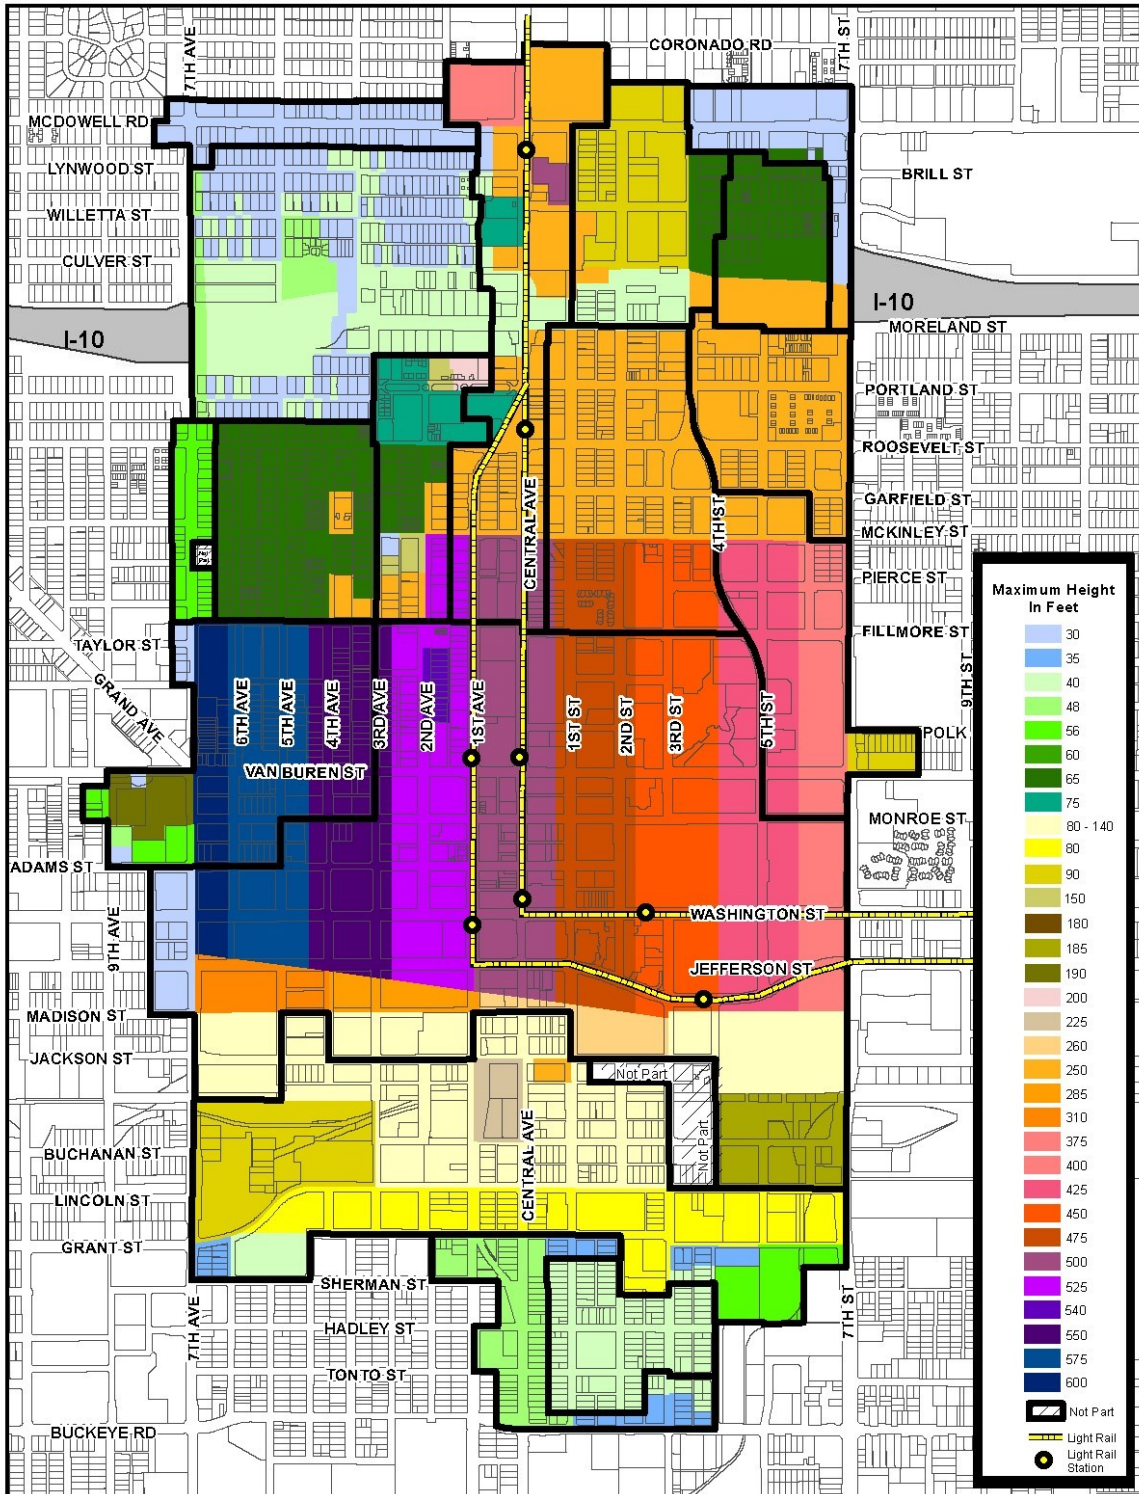 CORONADO RD
7TH AVE
7TH ST
MCDOWELL RD
LYNWOOD ST
BRILL ST
WILLETTA ST
CULVER ST
I-10
I-10
MORELAND ST
PORTLAND ST
ROOSEVELT ST
GARFIELD ST
CENTRAL AVE
4TH ST
MCKINLEY ST
Not
Part
PIERCE ST
FILLMORE ST
TAYLOR ST
GRAND AVE
9TH ST
6TH AVE
5TH AVE
4TH AVE
3RD AVE
2ND AVE
1ST AVE
1ST ST
2ND ST
3RD ST
5TH ST
POLK
VAN BUREN ST
MONROE ST
ADAMS ST
9TH AVE
WASHINGTON ST
JEFFERSON ST
MADISON ST
JACKSON ST
Not Part
Not Part
CENTRAL AVE
BUCHANAN ST
LINCOLN ST
GRANT ST
SHERMAN ST
7TH AVE
7TH ST
HADLEY ST
TONTO ST
BUCKEYE RD
Maximum Height
In Feet
30
35
40
48
56
60
65
75
80 - 140
80
90
150
180
185
190
200
225
260
250
285
310
375
400
425
450
475
500
525
540
550
575
600
Not Part
Light Rail
Light Rail
Station